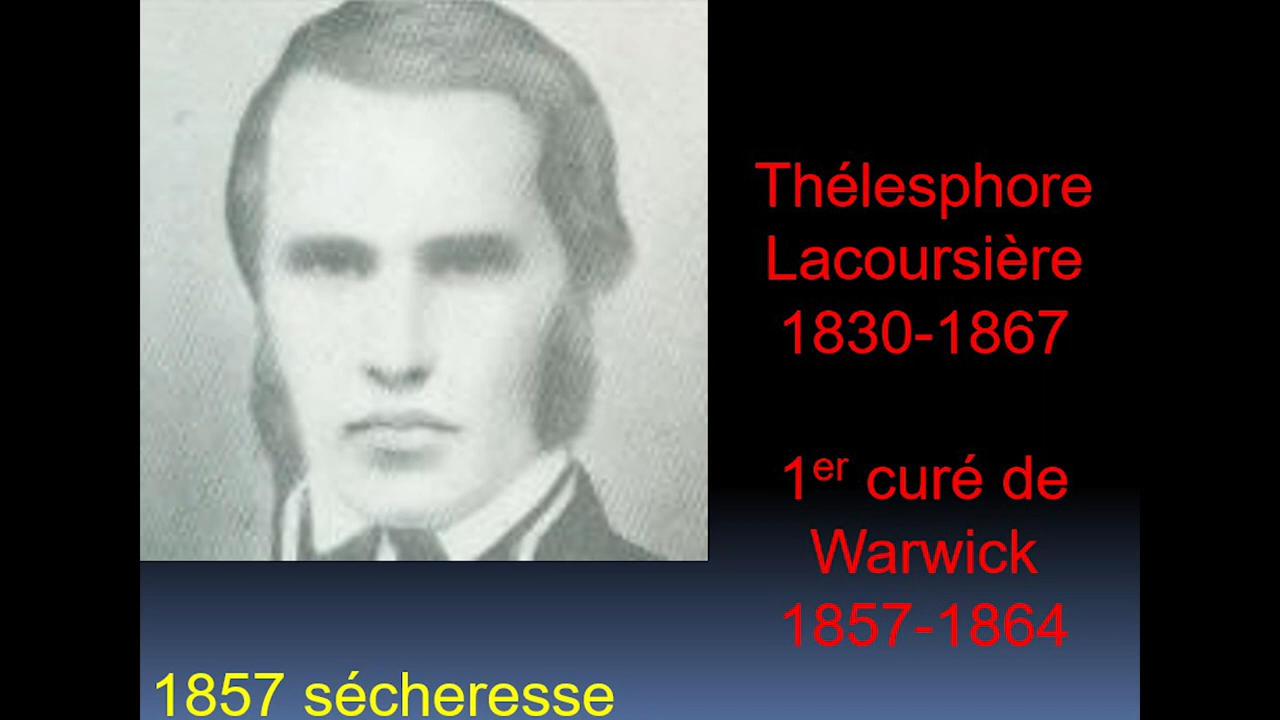 Thélesphore
Lacoursière
1830-1867
1er curé de
Warwick
1857-1864
1857 sécheresse